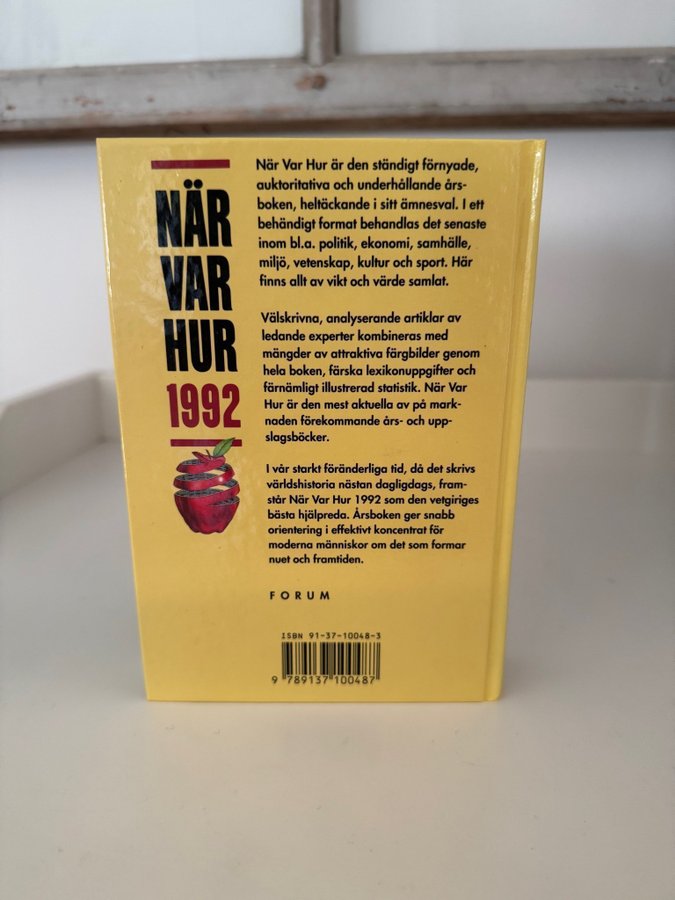 NÄR
VAR
HUR
1992
När Var Hur är den ständigt förnyade,
auktoritativa och underhållande års-
boken, heltäckande i sitt ämnesval. I ett
behändigt format behandlas det senaste
inom bl.a. politik, ekonomi, samhälle,
miljö, vetenskap, kultur och sport. Här
finns allt av vikt och värde samlat.
Välskrivna, analyserande artiklar av
ledande experter kombineras med
mängder av attraktiva färgbilder genom
hela boken, färska lexikonuppgifter och
förnämligt illustrerad statistik. När Var
Hur är den mest aktuella av på mark-
naden förekommande års- och upp-
slagsböcker.
I vår starkt föränderliga tid, då det skrivs
världshistoria nästan dagligdags, fram-
står När Var Hur 1992 som den vetgiriges
bästa hjälpreda. Årsboken ger snabb
orientering i effektivt koncentrat för
moderna människor om det som formar
nuet och framtiden.
FORUM
ISBN 91-37-10048-3
9 789137 100487